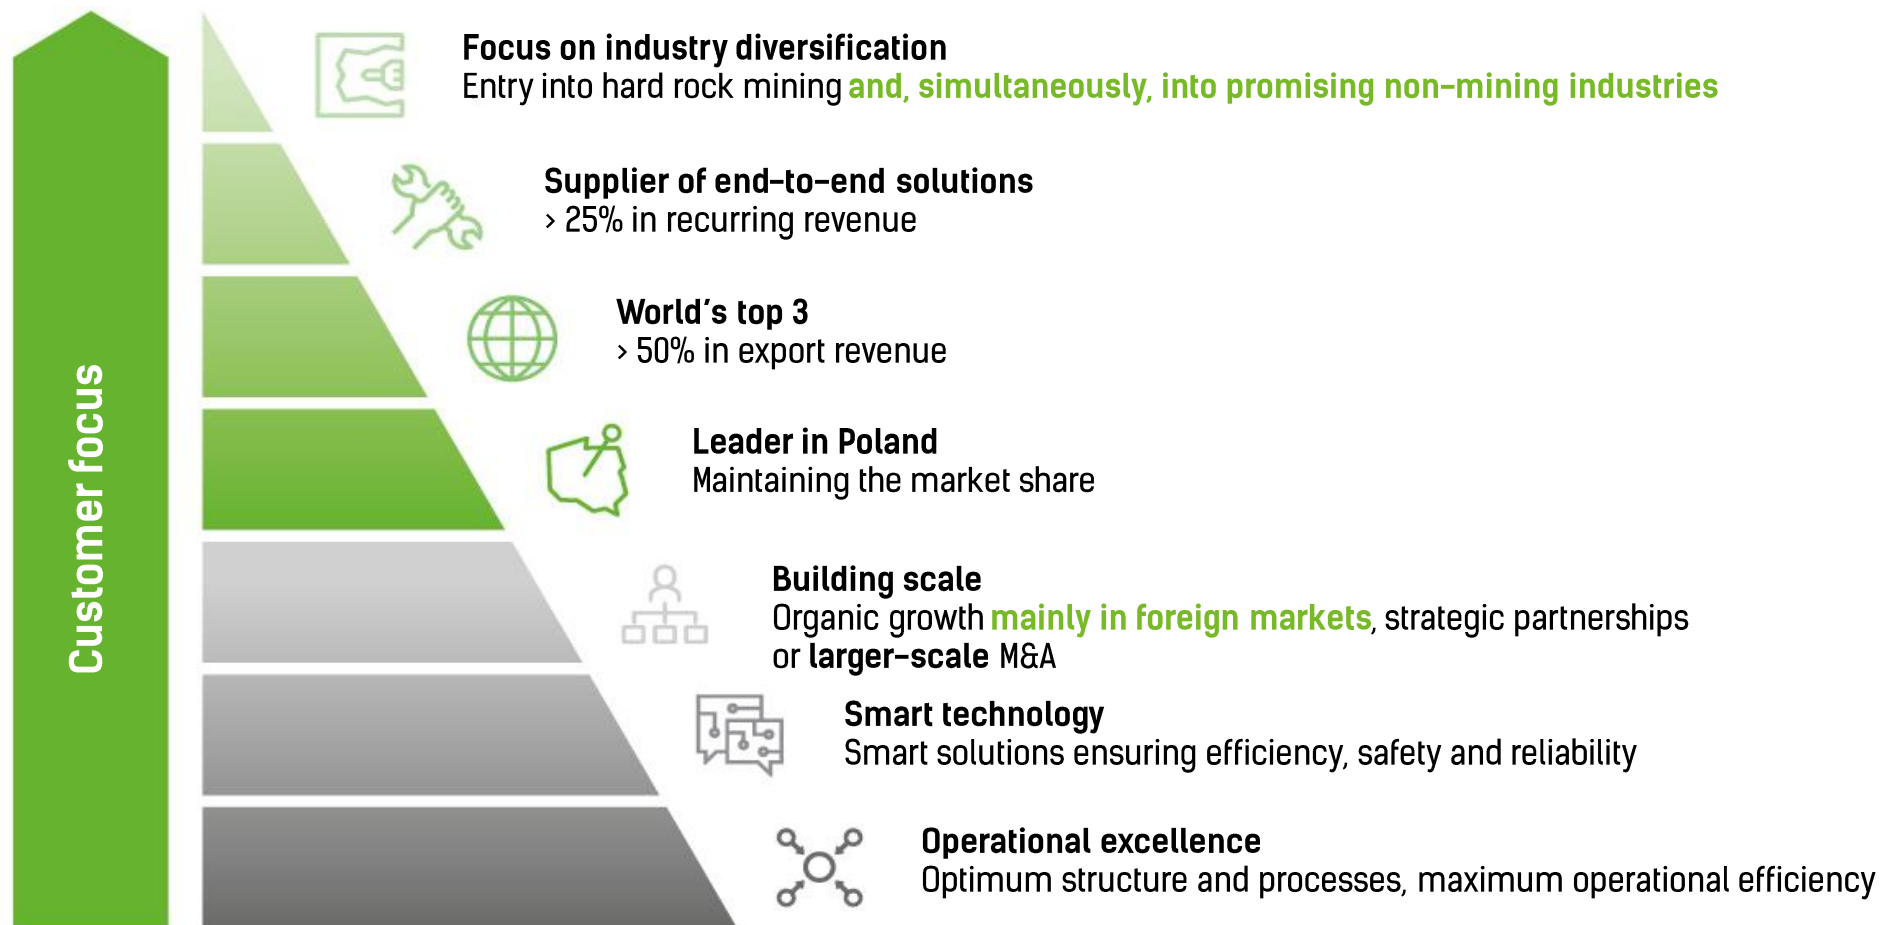 Customer focus
Focus on industry diversification
Entry into hard rock mining and, simultaneously, into promising non-mining industries
Supplier of end-to-end solutions
> 25% in recurring revenue
World's top 3
> 50% in export revenue
Leader in Poland
Maintaining the market share
Building scale
Organic growth mainly in foreign markets, strategic partnerships
or larger-scale M&A
Smart technology
Smart solutions ensuring efficiency, safety and reliability
Operational excellence
Optimum structure and processes, maximum operational efficiency